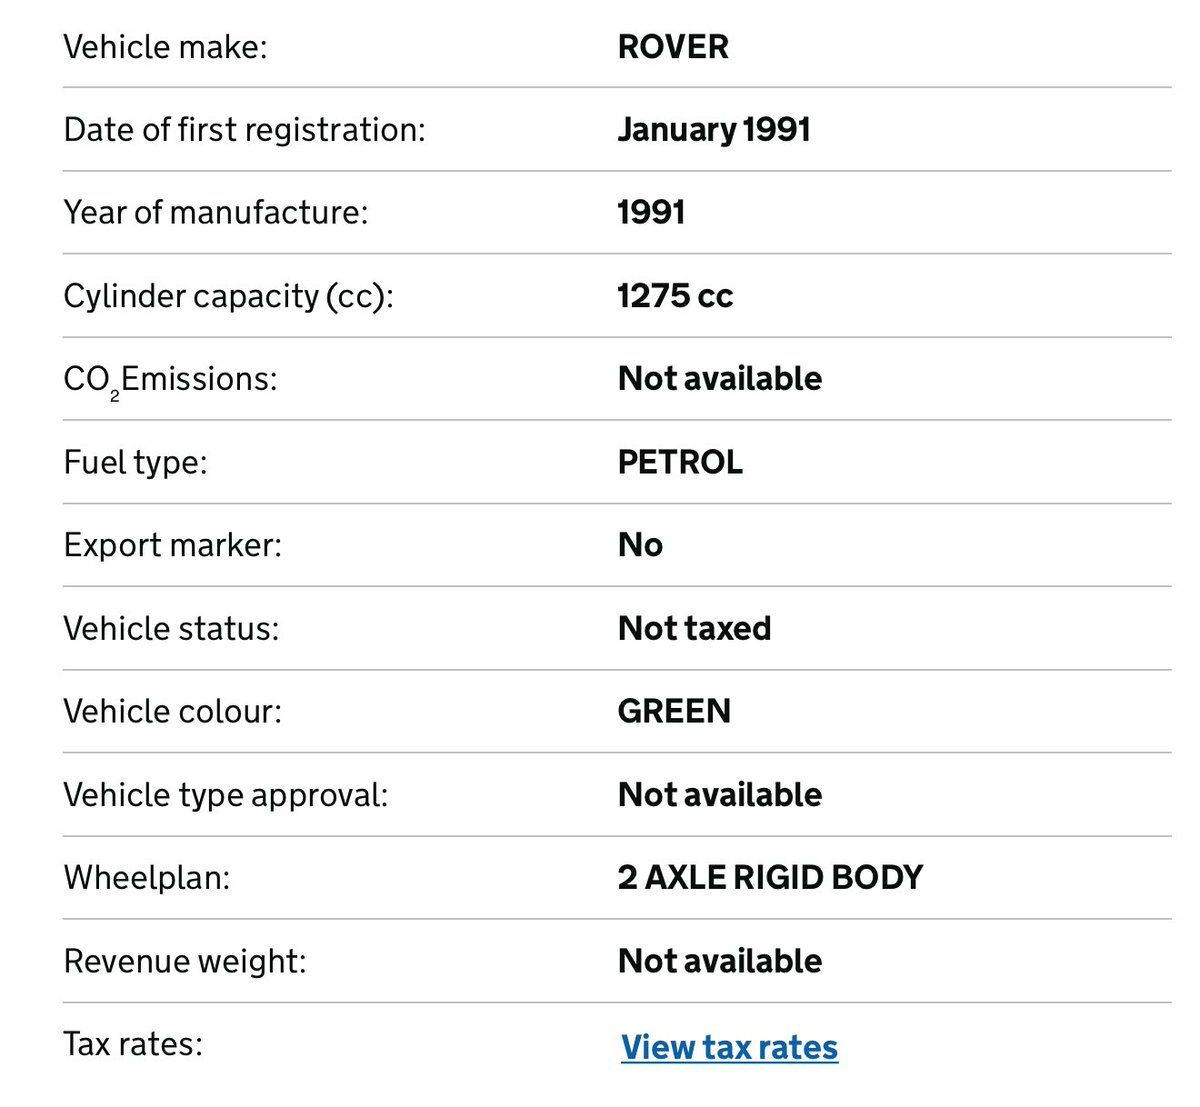 Vehicle make: ROVER
Date of first registration: January 1991
Year of manufacture: 1991
Cylinder capacity (cc): 1275 cc
CO₂Emissions: Not available
Fuel type: PETROL
Export marker: No
Vehicle status: Not taxed
Vehicle colour: GREEN
Vehicle type approval: Not available
Wheelplan: 2 AXLE RIGID BODY
Revenue weight: Not available
Tax rates: View tax rates